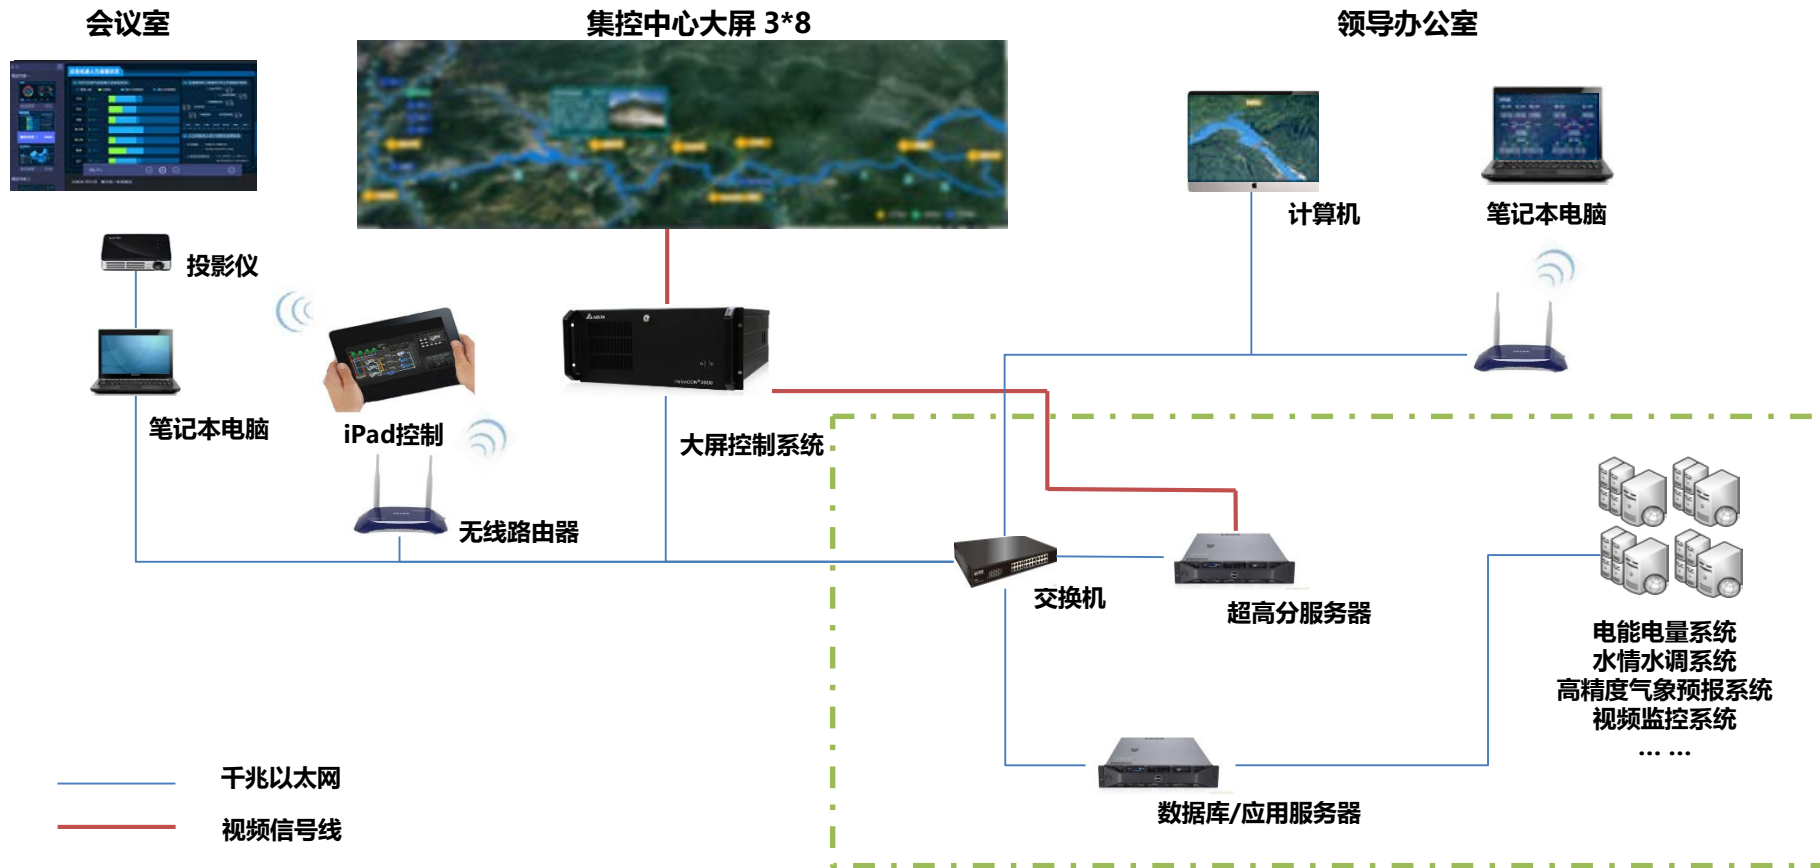 会议室
集控中心大屏 3*8
领导办公室
投影仪
计算机
笔记本电脑
笔记本电脑
iPad控制
大屏控制系统
无线路由器
交换机
超高分服务器
电能电量系统
水情水调系统
高精度气象预报系统
视频监控系统
... ...
数据库/应用服务器
千兆以太网
视频信号线